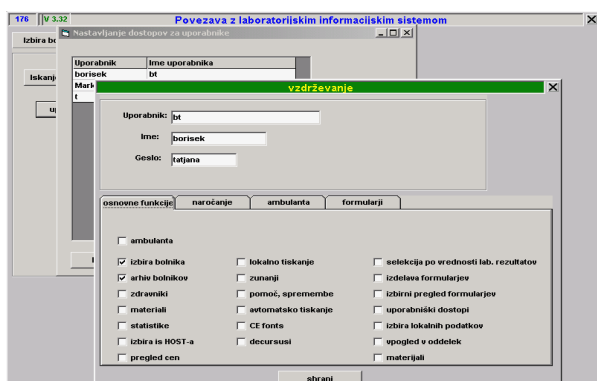 176 V 3.32 Povezava z laboratorijskim informacijskim sistemom
Izbira bo
Nastavljanje dostopov za uporabnike
Uporabnik Ime uporabnika
borisek bt
Iskanj
Mark
t
u
vzdrževanje
Uporabnik: bt
Ime: borisek
Geslo: tatjana
osnovne funkcije naročanje ambulanta formularji
ambulanta
izbira bolnika lokalno tiskanje selekcija po vrednosti lab. rezultatov
arhiv bolnikov zunanji izdelava formularjev
zdravniki pomoč, spremembe izbirni pregled formularjev
materiali avtomatsko tiskanje uporabniški dostopi
statistike CE fonts izbira lokalnih podatkov
izbira is HOST-a decursusi vpogled v oddelek
pregled cen materijali
shrani